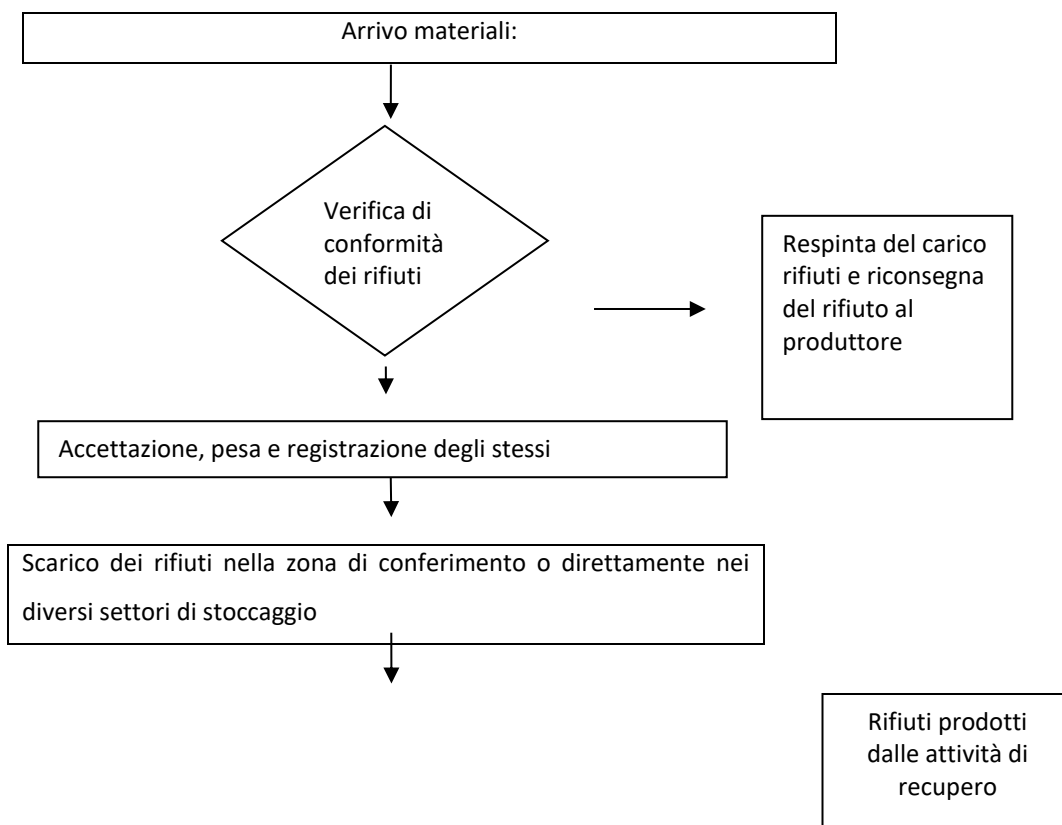 Arrivo materiali:
Verifica di
conformità
dei rifiuti
Respinta del carico
rifiuti e riconsegna
del rifiuto al
produttore
Accettazione, pesa e registrazione degli stessi
Scarico dei rifiuti nella zona di conferimento o direttamente nei
diversi settori di stoccaggio
Rifiuti prodotti
dalle attività di
recupero